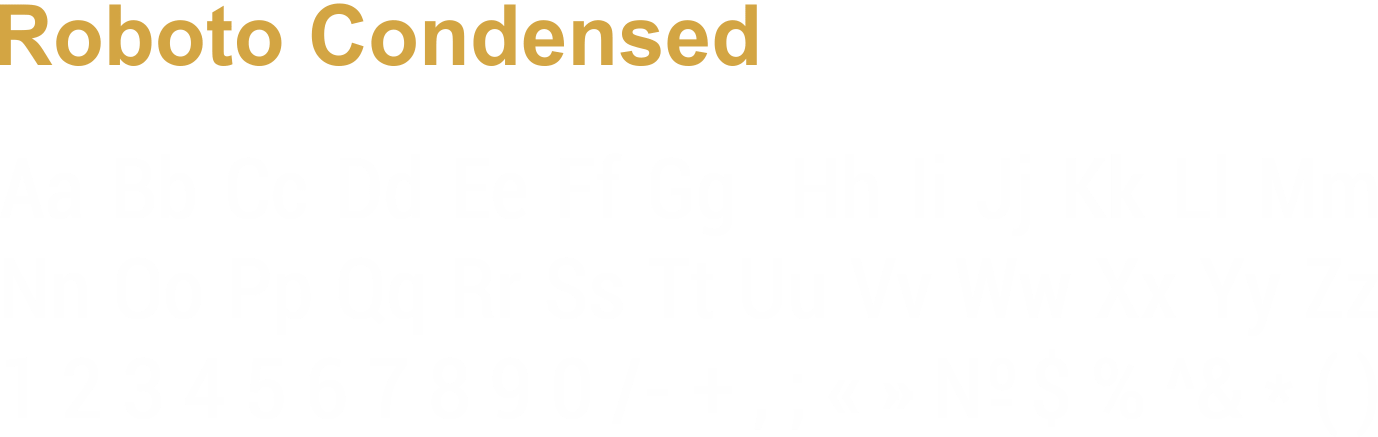 Roboto Condensed
Aa Bb Cc Dd Ee Ff Gg Hh Ii Jj Kk Ll Mm
Nn Oo Pp Qq Rr Ss Tt Uu Vv Ww Xx Yy Zz
1 2 3 4 5 6 7 8 9 0